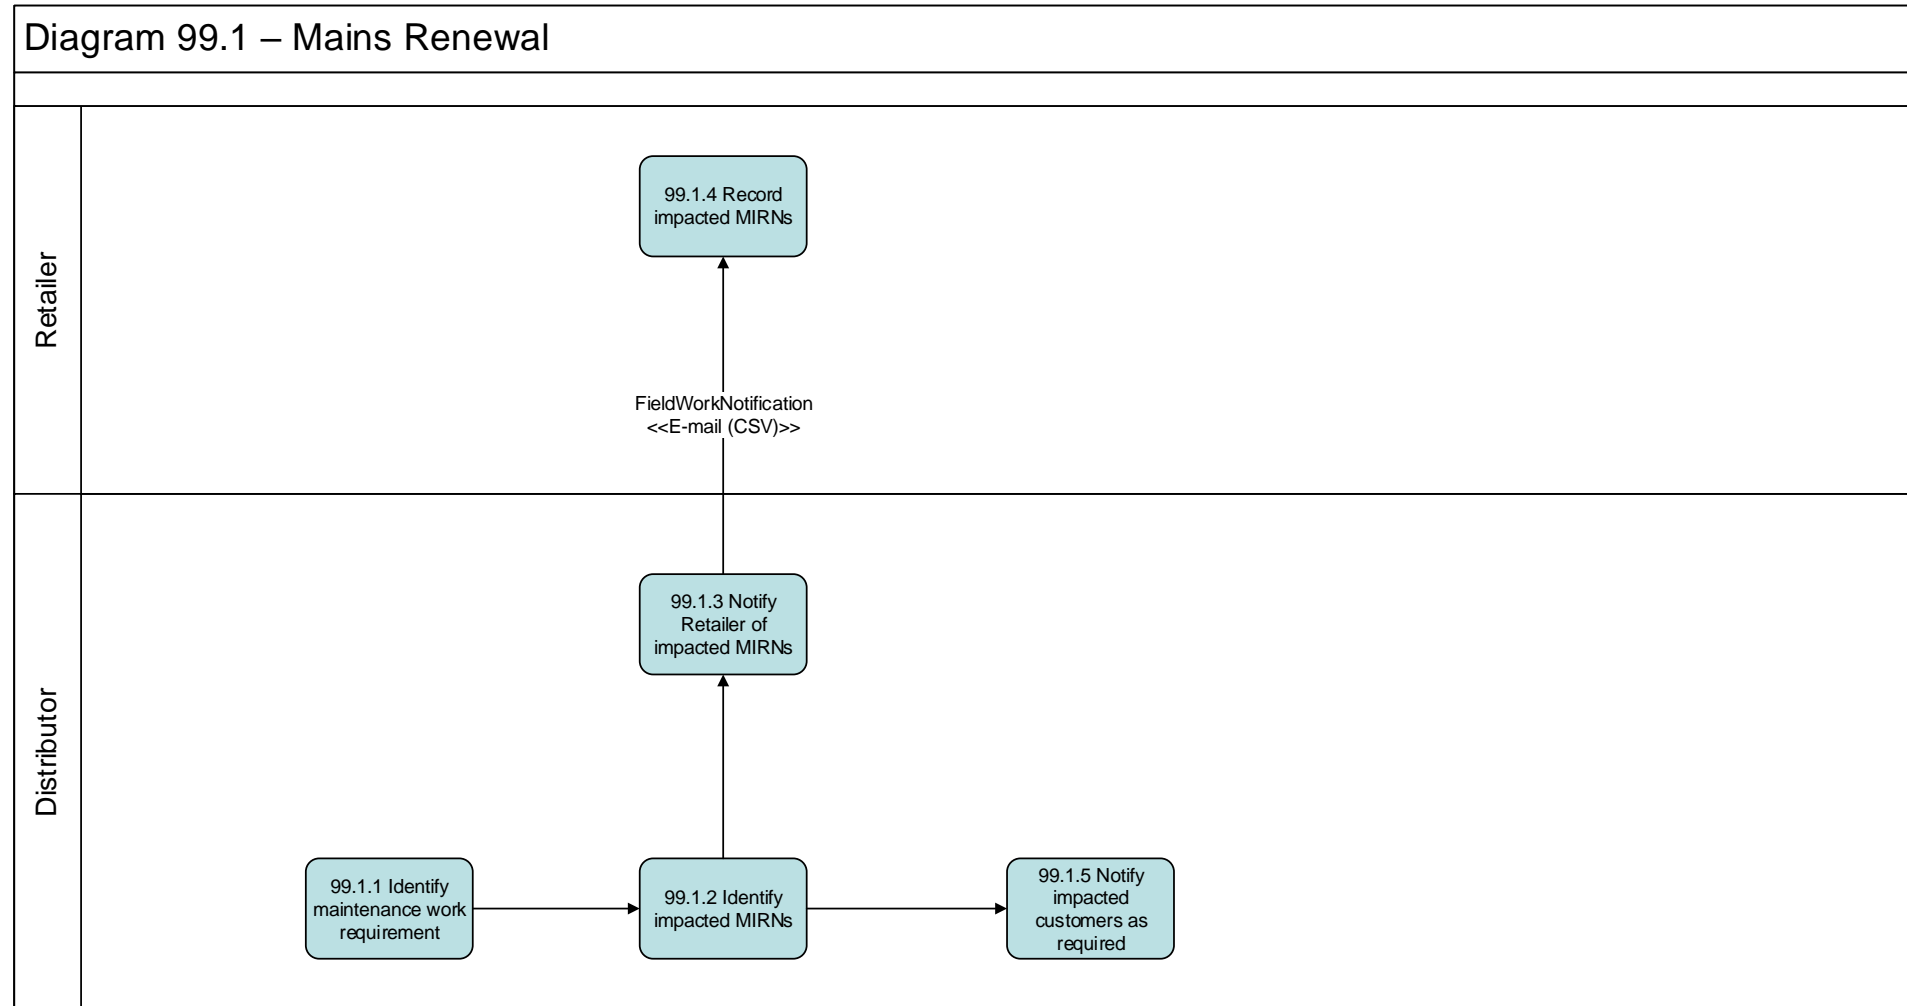 Diagram 99.1 – Mains Renewal
Retailer
99.1.4 Record
impacted MIRNs
FieldWorkNotification
<<E-mail (CSV)>>
Distributor
99.1.3 Notify
Retailer of
impacted MIRNs
99.1.1 Identify
maintenance work
requirement
99.1.2 Identify
impacted MIRNs
99.1.5 Notify
impacted
customers as
required